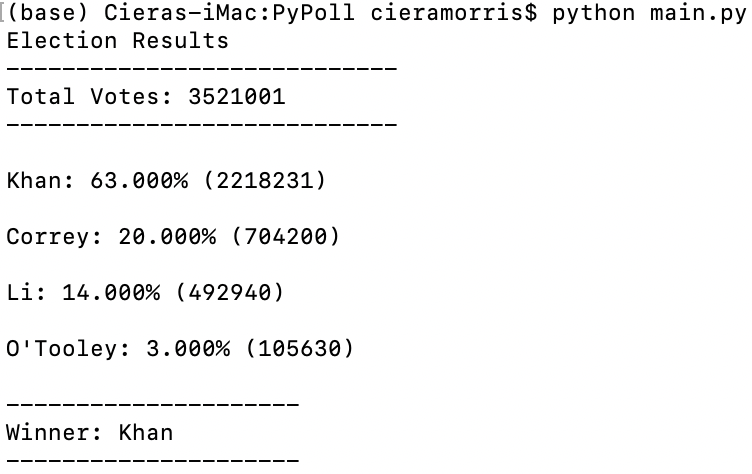 (base) Cieras-iMac:PyPoll cieramorris$ python main.py
Election Results
----------------------------
Total Votes: 3521001
----------------------------
Khan: 63.000% (2218231)
Correy: 20.000% (704200)
Li: 14.000% (492940)
O'Tooley: 3.000% (105630)
---------------------
Winner: Khan
---------------------